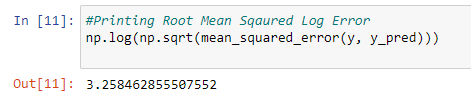 In [11]: #Printing Root Mean Sqaured Log Error
np.log(np.sqrt(mean_squared_error(y, y_pred)))
Out[11]: 3.258462855507552